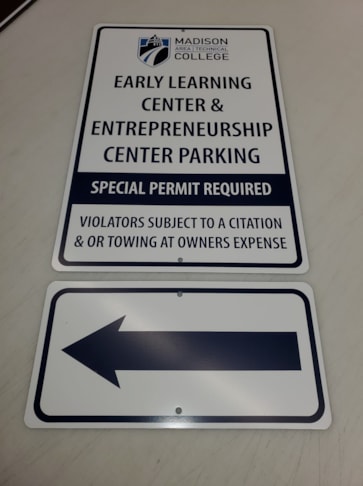 MADISON
AREA | TECHNICAL
COLLEGE
EARLY LEARNING
CENTER &
ENTREPRENEURSHIP
CENTER PARKING
SPECIAL PERMIT REQUIRED
VIOLATORS SUBJECT TO A CITATION
& OR TOWING AT OWNERS EXPENSE